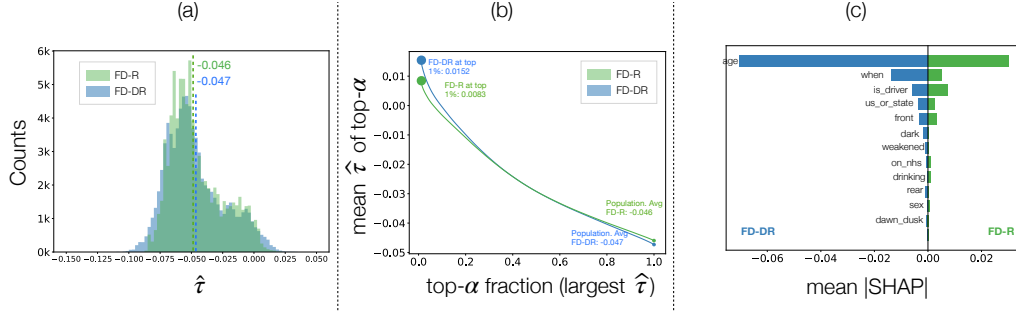 (a)
(b)
(c)
6k
5k
4k
3k
2k
1k
0k
Counts
FD-R
FD-DR
-0.046
-0.047
−0.150
−0.125
−0.100
−0.075
−0.050
−0.025
0.000
0.025
τ̂
0.01
0.00
−0.01
−0.02
−0.03
−0.04
−0.05
mean τ̂ of top-α
FD-DR at top
1%: 0.0152
FD-R at top
1%: 0.0083
FD-R
FD-DR
Population. Avg
FD-R: -0.046
Population. Avg
FD-DR: -0.047
0.0
0.2
0.4
0.6
0.8
1.0
top-α fraction (largest τ̂)
age
when
is_driver
us_or_state
front
dark
weakened
on_nhs
drinking
rear
sex
dawn_dusk
FD-DR
FD-R
−0.06
−0.04
−0.02
0.00
0.02
mean |SHAP|